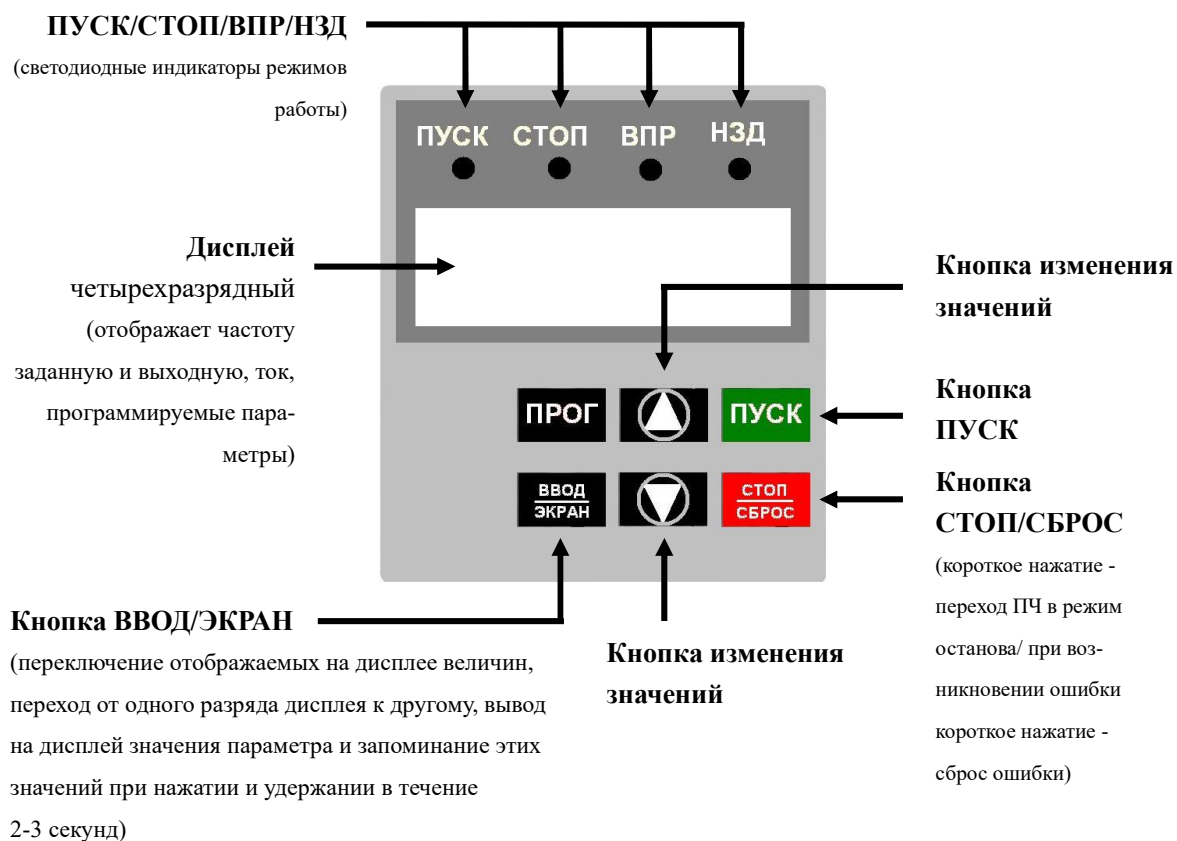 ПУСК/СТОП/ВПР/НЗД
(светодиодные индикаторы режимов
работы)
ПУСК СТОП ВПР НЗД
Дисплей
четырехразрядный
(отображает частоту
заданную и выходную, ток,
программируемые пара-
метры)
Кнопка изменения
значений
ПРОГ
ПУСК
Кнопка
ПУСК
ВВОД
ЭКРАН
СТОП
СБРОС
Кнопка
СТОП/СБРОС
(короткое нажатие -
переход ПЧ в режим
останова/ при воз-
никновении ошибки
короткое нажатие -
сброс ошибки)
Кнопка ВВОД/ЭКРАН
(переключение отображаемых на дисплее величин,
переход от одного разряда дисплея к другому, вывод
на дисплей значения параметра и запоминание этих
значений при нажатии и удержании в течение
2-3 секунд)
Кнопка изменения
значений